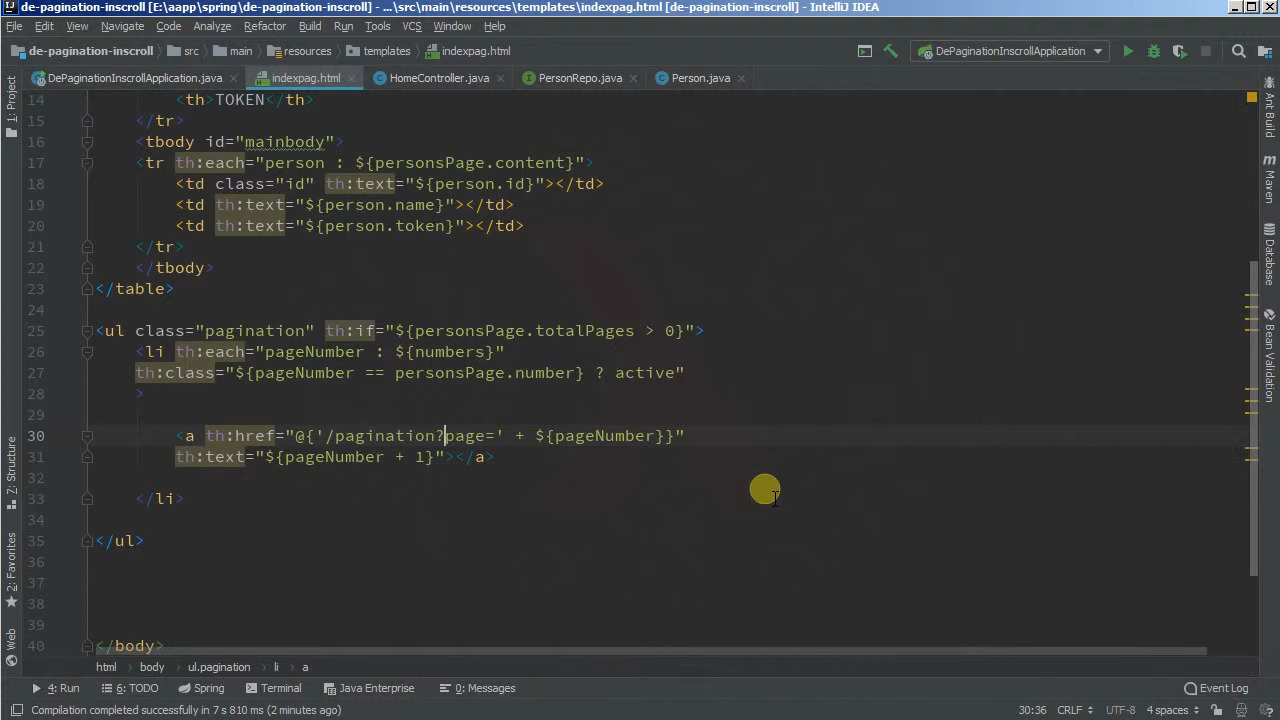 de-pagination-inscroll [E:\aapp\spring\de-pagination-inscroll] - ...\src\main\resources\templates\indexpag.html [de-pagination-inscroll] - IntelliJ IDEA
File Edit View Navigate Code Analyze Refactor Build Run Tools VCS Window Help
de-pagination-inscroll src main resources templates indexpag.html DePaginationInscrollApplication
DePaginationInscrollApplication.java indexpag.html HomeController.java PersonRepo.java Person.java
1: Project
7: Structure
2: Favorites
Web
14 <th>TOKEN</th>
15 </tr>
16 <tbody id="mainbody">
17 <tr th:each="person : ${personsPage.content}">
18 <td class="id" th:text="${person.id}"></td>
19 <td th:text="${person.name}"></td>
20 <td th:text="${person.token}"></td>
21 </tr>
22 </tbody>
23 </table>
24
25 <ul class="pagination" th:if="${personsPage.totalPages > 0}">
26 <li th:each="pageNumber : ${numbers}"
27 th:class="${pageNumber == personsPage.number} ? active"
28 >
29
30 <a th:href="@{'/pagination?page=' + ${pageNumber}}"
31 th:text="${pageNumber + 1}"></a>
32
33 </li>
34
35 </ul>
36
37
38
39
40 </body>
Ant Build
Maven
Database
Bean Validation
html body ul.pagination li a
4: Run 6: TODO Spring Terminal Java Enterprise 0: Messages Event Log
Compilation completed successfully in 7 s 810 ms (2 minutes ago) 30:36 CRLF UTF-8 4 spaces